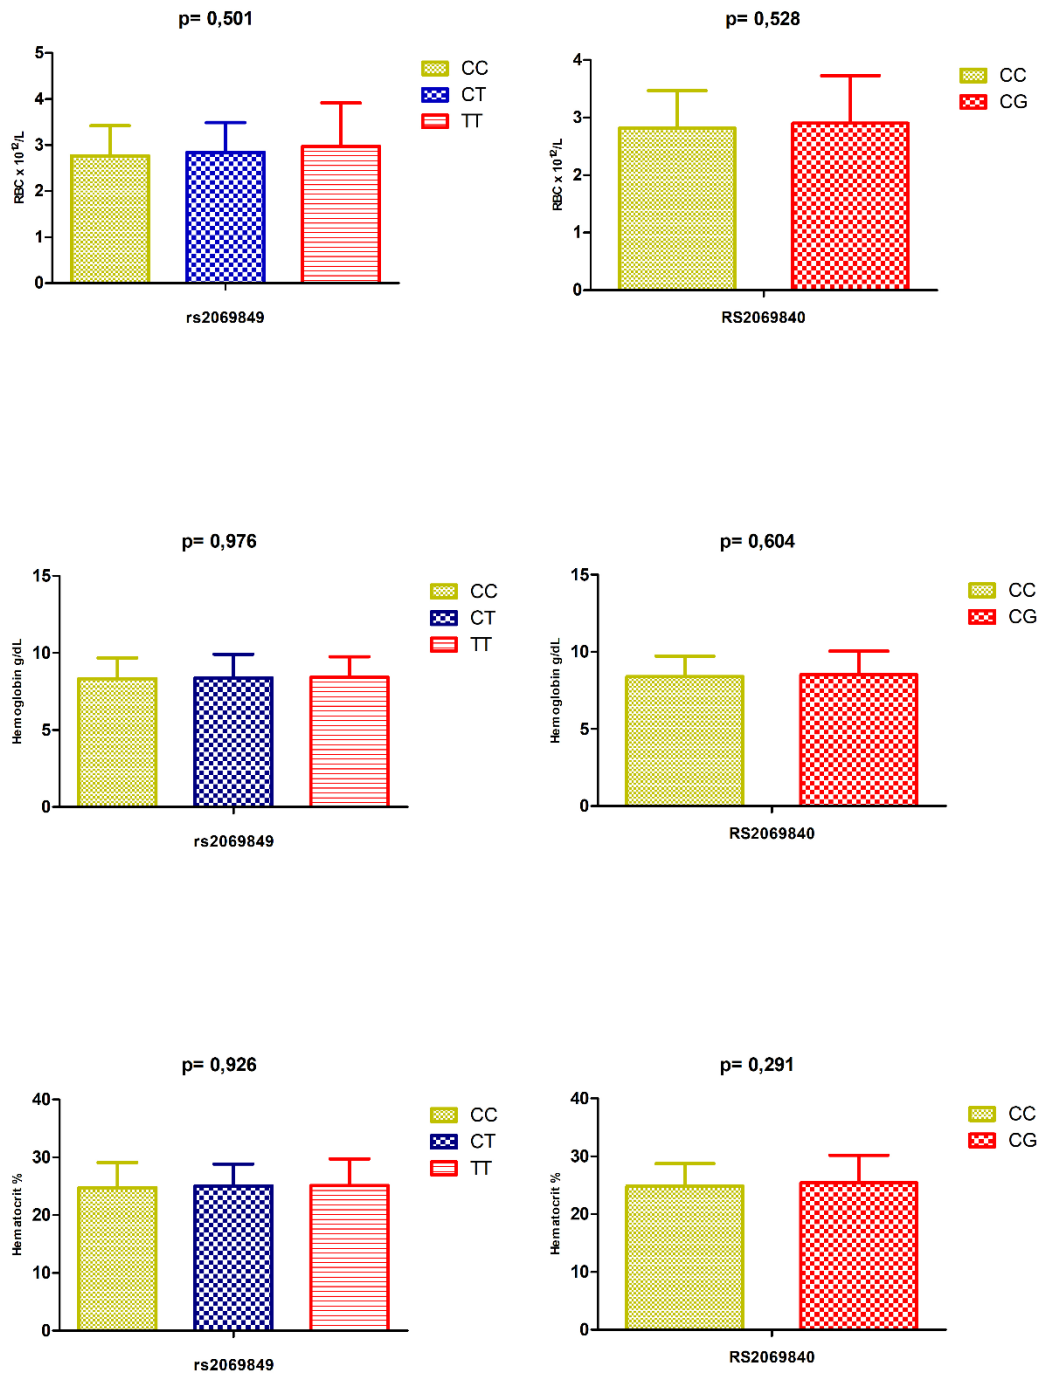 p= 0,501
5
4
3
2
1
0
RBC x 10¹²/L
CC
CT
TT
rs2069849
p= 0,528
4
3
2
1
0
RBC x 10¹²/L
CC
CG
RS2069840
p= 0,976
15
10
5
0
Hemoglobin g/dL
CC
CT
TT
rs2069849
p= 0,604
15
10
5
0
Hemoglobin g/dL
CC
CG
RS2069840
p= 0,926
40
30
20
10
0
Hematocrit %
CC
CT
TT
rs2069849
p= 0,291
40
30
20
10
0
Hematocrit %
CC
CG
RS2069840